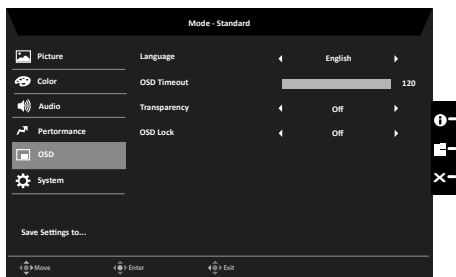 Mode - Standard
Picture
Language
English
Color
OSD Timeout
120
Audio
Transparency
Off
Pertormance
OSD Lock
Off
OSD
System
Save Settings to...
Move
Enter
Exit